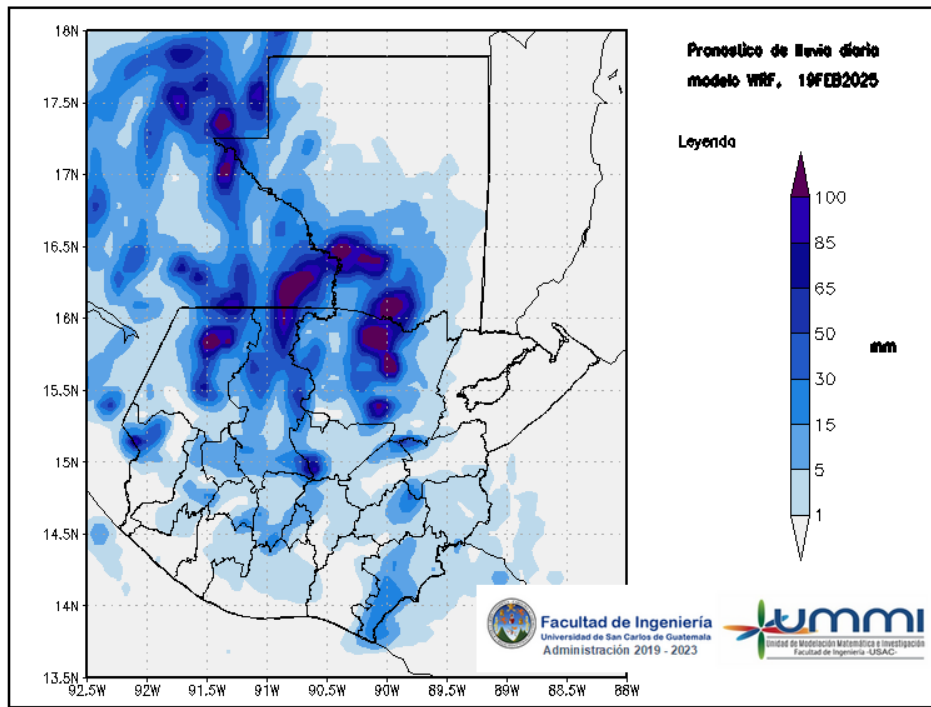 Pronostico de lluvia diaria
modelo WRF, 19FEB2025
Leyenda
100
85
65
50
30
15
5
1
mm
18N
17.5N
17N
16.5N
16N
15.5N
15N
14.5N
14N
13.5N
92.5W 92W 91.5W 91W 90.5W 90W 89.5W 89W 88.5W 88W
Facultad de Ingeniería
Universidad de San Carlos de Guatemala
Administración 2019 - 2023
ummi
Unidad de Modelación Matemática e Investigación
Facultad de Ingeniería -USAC-